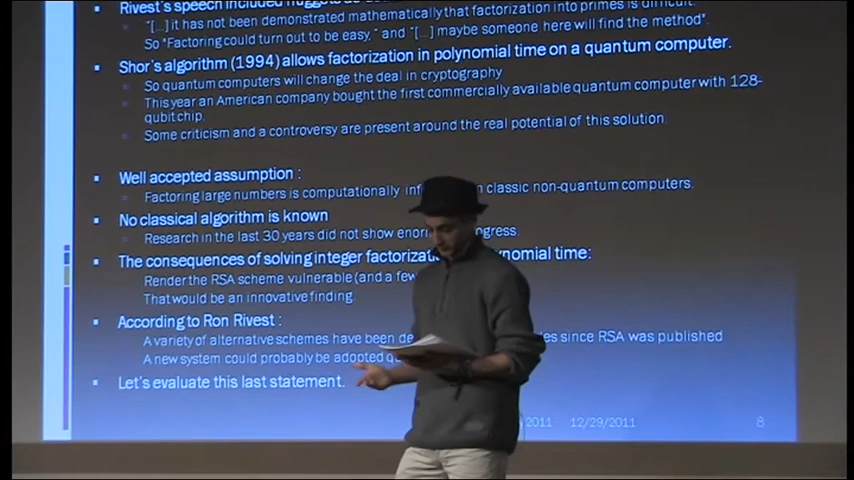 Rivest's speech included nuggets as
"[...] it has not been demonstrated mathematically that factorization into primes is difficult.
So "Factoring could turn out to be easy," and "[...] maybe someone here will find the method".
Shor's algorithm (1994) allows factorization in polynomial time on a quantum computer.
So quantum computers will change the deal in cryptography
This year an American company bought the first commercially available quantum computer with 128-
qubit chip.
Some criticism and a controversy are present around the real potential of this solution.
Well accepted assumption :
Factoring large numbers is computationally on classic non-quantum computers.
No classical algorithm is known
Research in the last 30 years did not show
The consequences of solving integer time:
Render the RSA scheme vulnerable (and a few
That would be an innovative finding
According to Ron Rivest :
A variety of alternative schemes have been since RSA was published
A new system could probably be adopted
Let's evaluate this last statement.
2011 12/29/2011 8